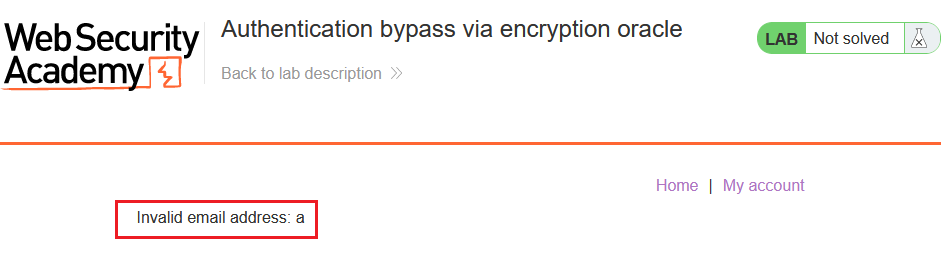 Web Security
Academy
Authentication bypass via encryption oracle
Back to lab description
LAB
Not solved
Home | My account
Invalid email address: a